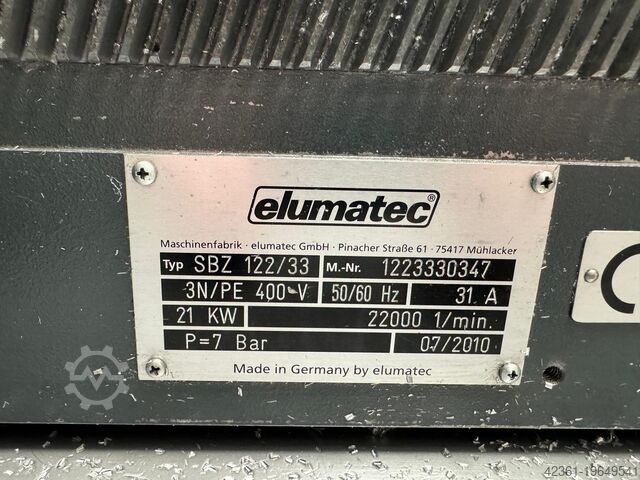 elumatec®
Maschinenfabrik · elumatec GmbH · Pinacher Straße 61 · 75417 Mühlacker
Typ SBZ 122/33 M.-Nr. 1223330347
3N/PE 400 V 50/60 Hz 31 A
21 KW 22000 1/min.
P=7 Bar 07/2010
Made in Germany by elumatec
42361-19649541